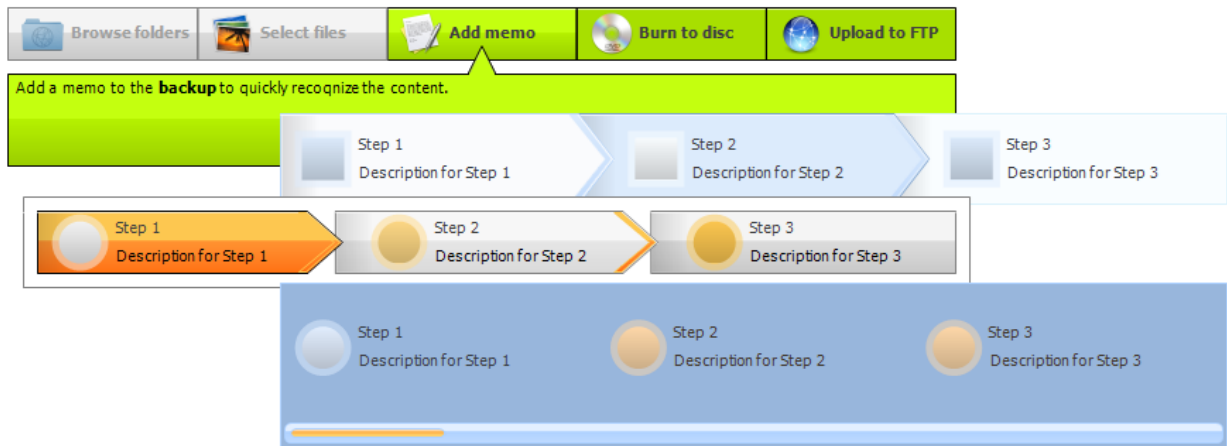 Browse folders
Select files
Add memo
Burn to disc
Upload to FTP
Add a memo to the backup to quickly recognize the content.
Step 1
Description for Step 1
Step 2
Description for Step 2
Step 3
Description for Step 3
Step 1
Description for Step 1
Step 2
Description for Step 2
Step 3
Description for Step 3
Step 1
Description for Step 1
Step 2
Description for Step 2
Step 3
Description for Step 3